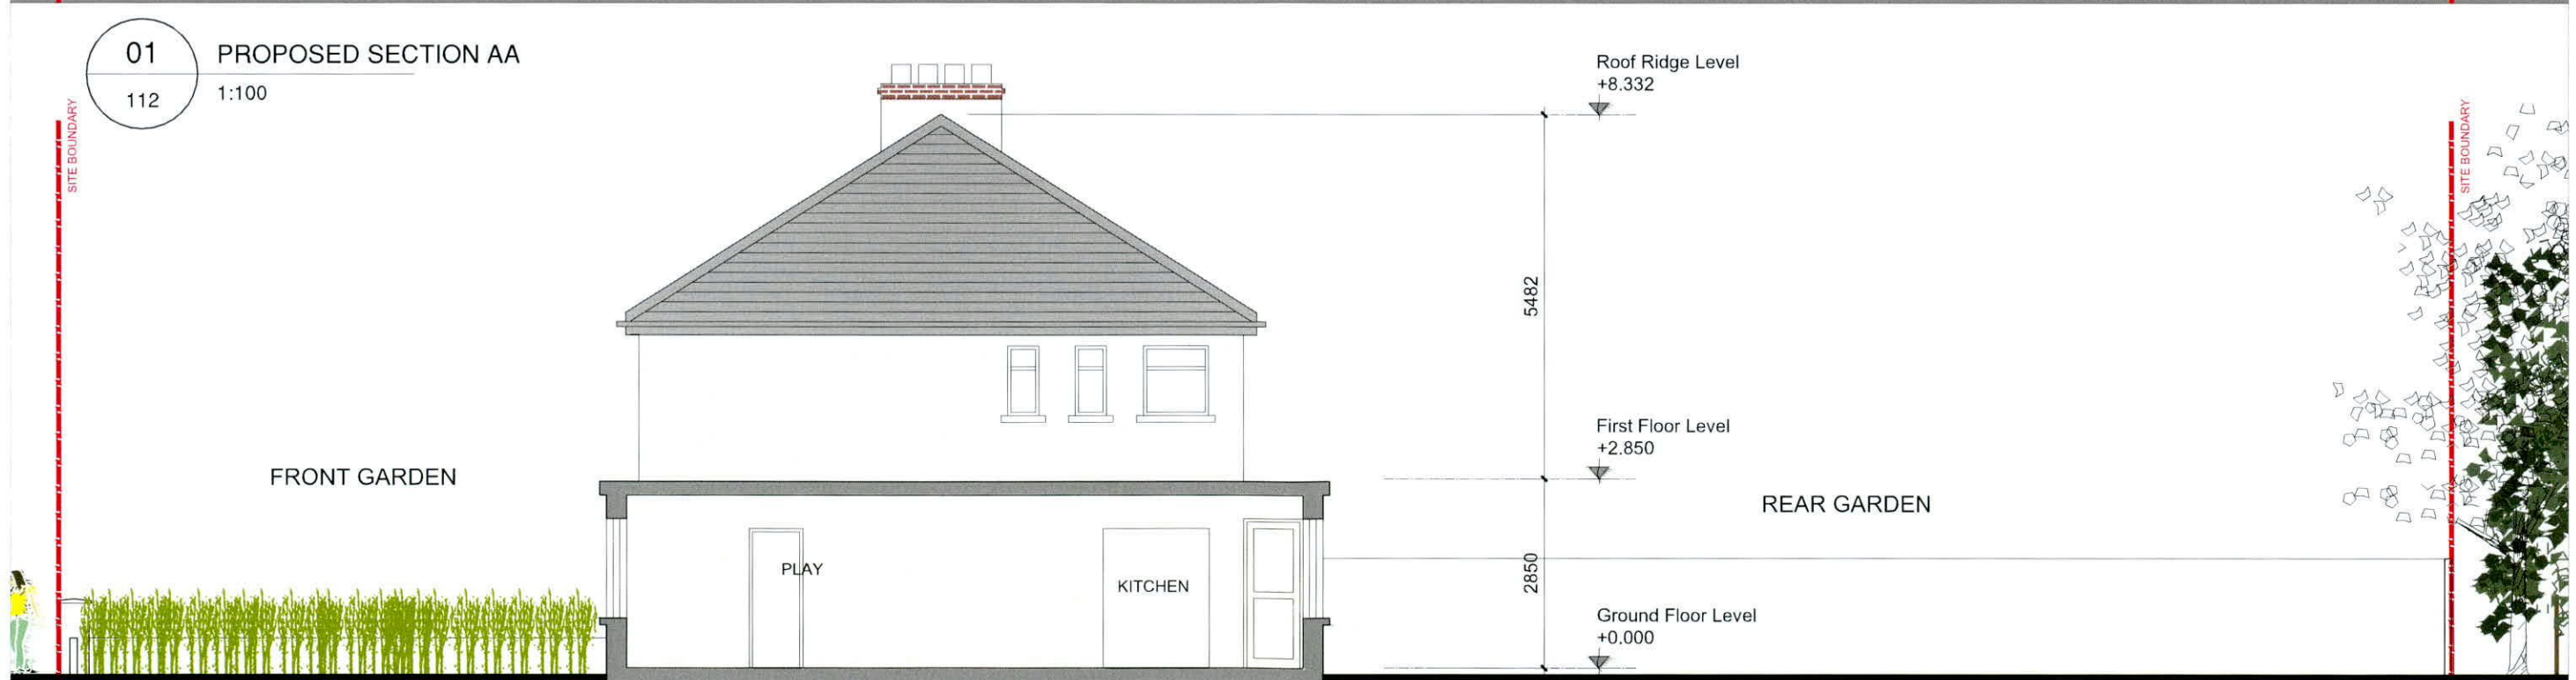 01
112
PROPOSED SECTION AA
1:100
SITE BOUNDARY
Roof Ridge Level
+8.332
SITE BOUNDARY
5482
First Floor Level
+2.850
FRONT GARDEN
REAR GARDEN
PLAY
KITCHEN
2850
Ground Floor Level
+0.000